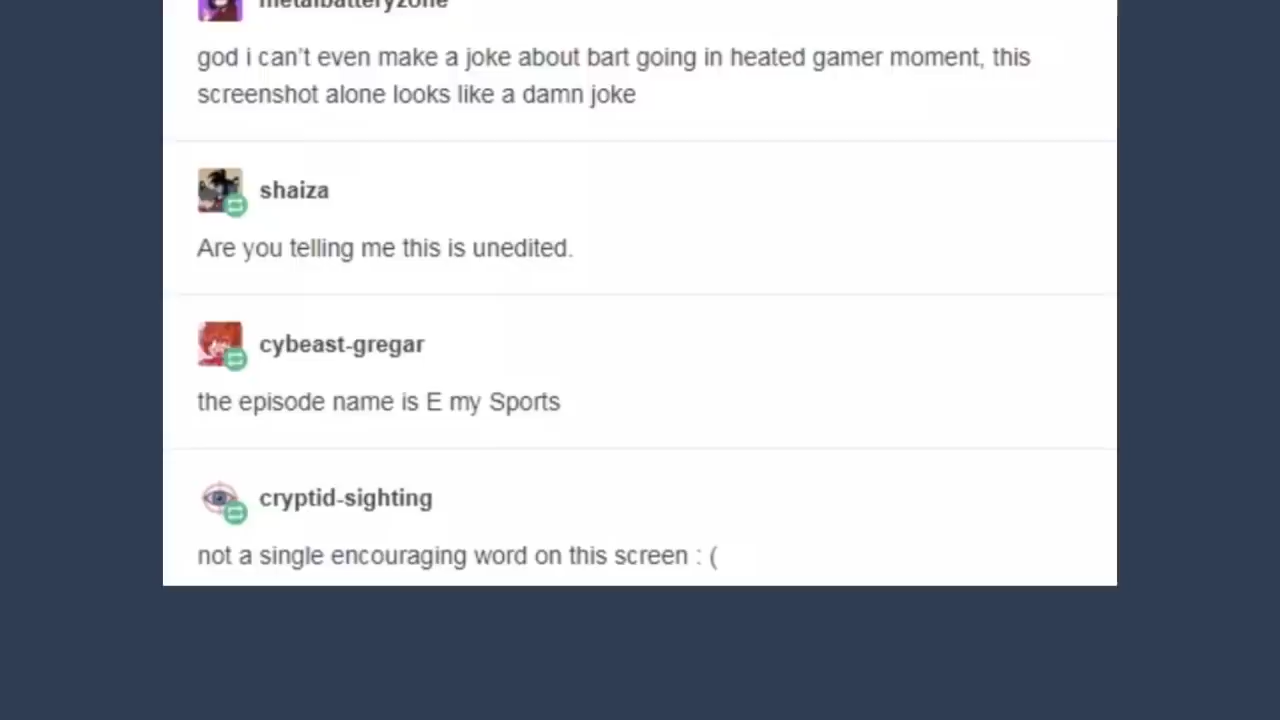 metalbatteryzone
god i can't even make a joke about bart going in heated gamer moment, this
screenshot alone looks like a damn joke
shaiza
Are you telling me this is unedited.
cybeast-gregar
the episode name is E my Sports
cryptid-sighting
not a single encouraging word on this screen : (